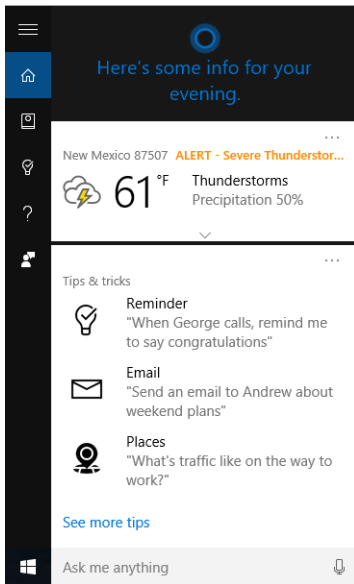 Here's some info for your
evening.
...
New Mexico 87507 ALERT - Severe Thunderstor...
61 °F Thunderstorms
Precipitation 50%
...
Tips & tricks
Reminder
"When George calls, remind me
to say congratulations"
Email
"Send an email to Andrew about
weekend plans"
Places
"What's traffic like on the way to
work?"
See more tips
?
Ask me anything